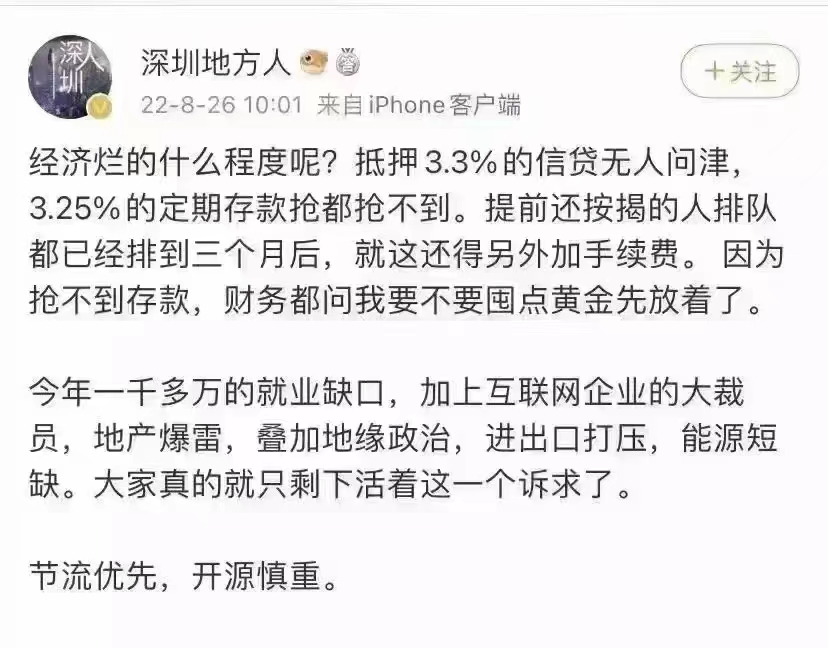 深圳人
深圳地方人
22-8-26 10:01 来自 iPhone客户端
+关注
经济烂的什么程度呢？抵押3.3%的信贷无人问津，
3.25%的定期存款抢都抢不到。提前还按揭的人排队
都已经排到三个月后，就这还得另外加手续费。 因为
抢不到存款，财务都问我要不要囤点黄金先放着了。
今年一千多万的就业缺口，加上互联网企业的大裁
员，地产爆雷，叠加地缘政治，进出口打压，能源短
缺。大家真的就只剩下活着这一个诉求了。
节流优先，开源慎重。